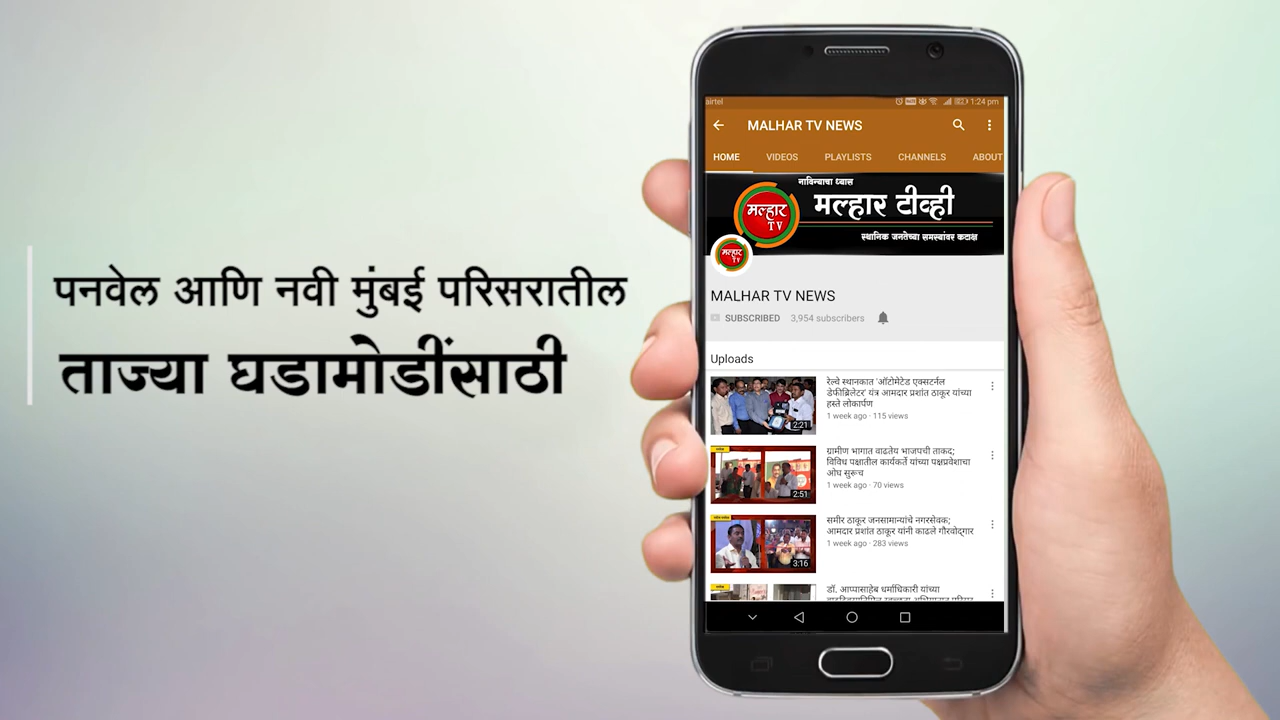 पनवेल आणि नवी मुंबई परिसरातील
ताज्या घडामोडींसाठी
airtel
1:24 pm
MALHAR TV NEWS
HOME VIDEOS PLAYLISTS CHANNELS ABOUT
नाविन्याचा ध्यास
मल्हार टीव्ही
मल्हार
TV
स्थानिक जनतेच्या समस्यांवर कटाक्ष
मल्हार
TV
MALHAR TV NEWS
SUBSCRIBED 3,954 subscribers
Uploads
रेल्वे स्थानकात 'ऑटोमेटेड एक्सटर्नल
डेफीब्रिलेटर' यंत्र आमदार प्रशांत ठाकूर यांच्या
हस्ते लोकार्पण
1 week ago · 115 views
2:21
ग्रामीण भागात वाढतेय भाजपची ताकद;
विविध पक्षातील कार्यकर्ते यांच्या पक्षप्रवेशाचा
ओघ सुरूच
1 week ago · 70 views
2:51
समीर ठाकूर जनसामान्यांचे नगरसेवक;
आमदार प्रशांत ठाकूर यांनी काढले गौरवोद्गार
1 week ago · 283 views
3:16
डॉ. आप्पासाहेब धर्माधिकारी यांच्या